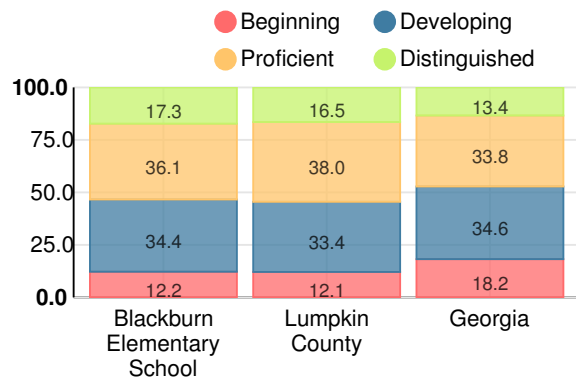 Beginning
Developing
Proficient
Distinguished
100.0
75.0
50.0
25.0
0.0
17.3
16.5
13.4
36.1
38.0
33.8
34.4
33.4
34.6
12.2
12.1
18.2
Blackburn
Elementary
School
Lumpkin
County
Georgia